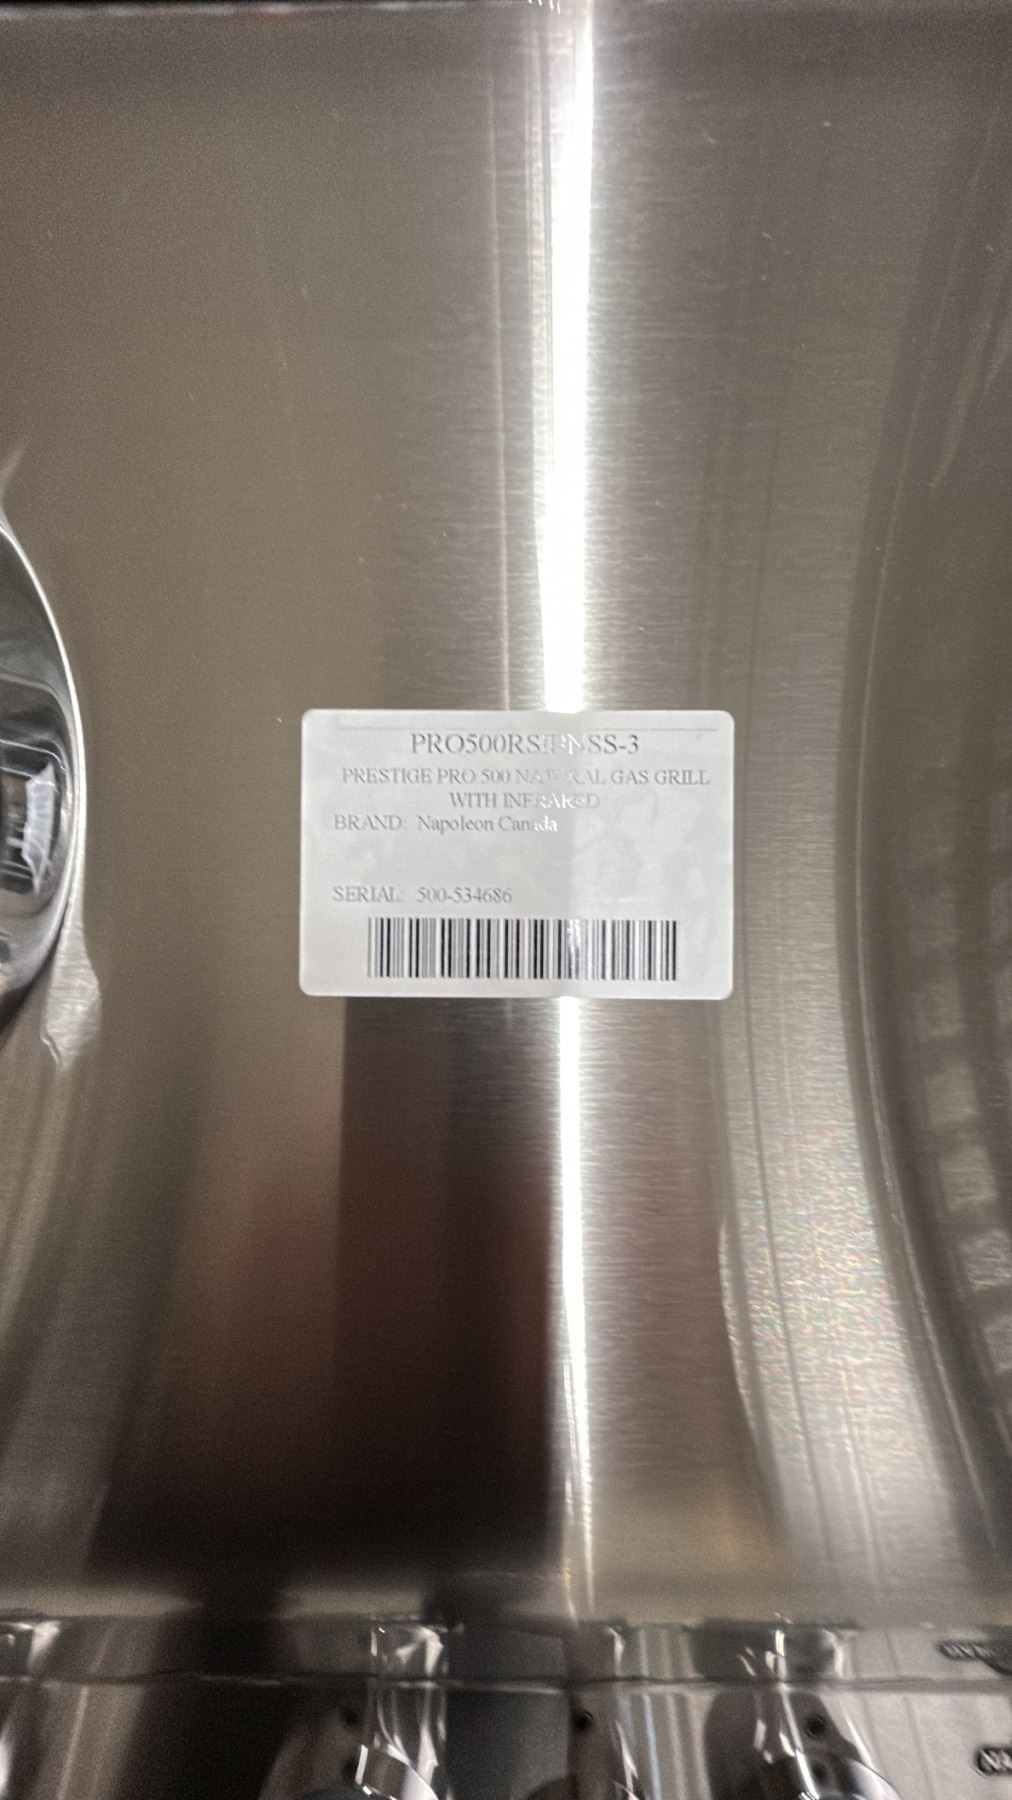 PRO500RSIBNSS-3
PRESTIGE PRO 500 NATURAL GAS GRILL
WITH INFRARED
BRAND: Napoleon Canada
SERIAL: 500-534686